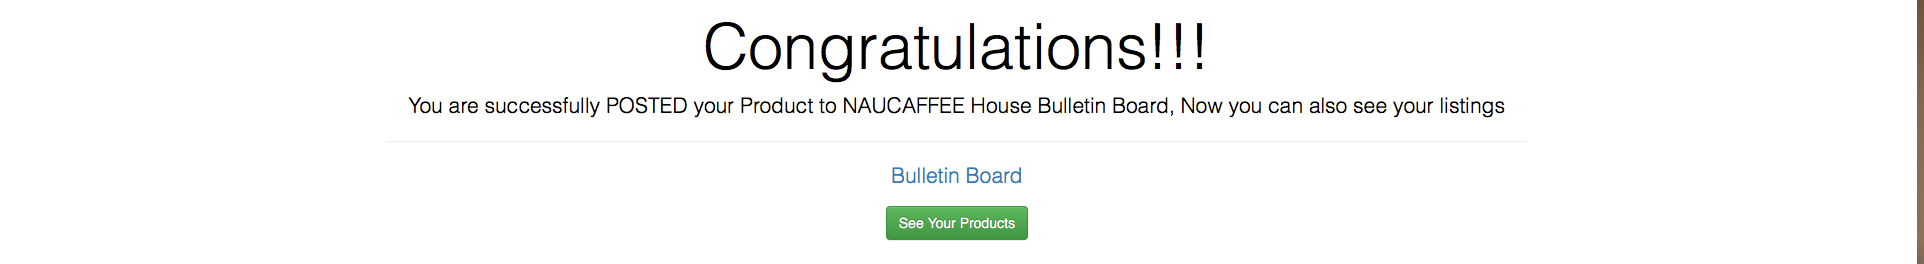 Congratulations!!!
You are successfully POSTED your Product to NAUCAFFEE House Bulletin Board, Now you can also see your listings
Bulletin Board
See Your Products